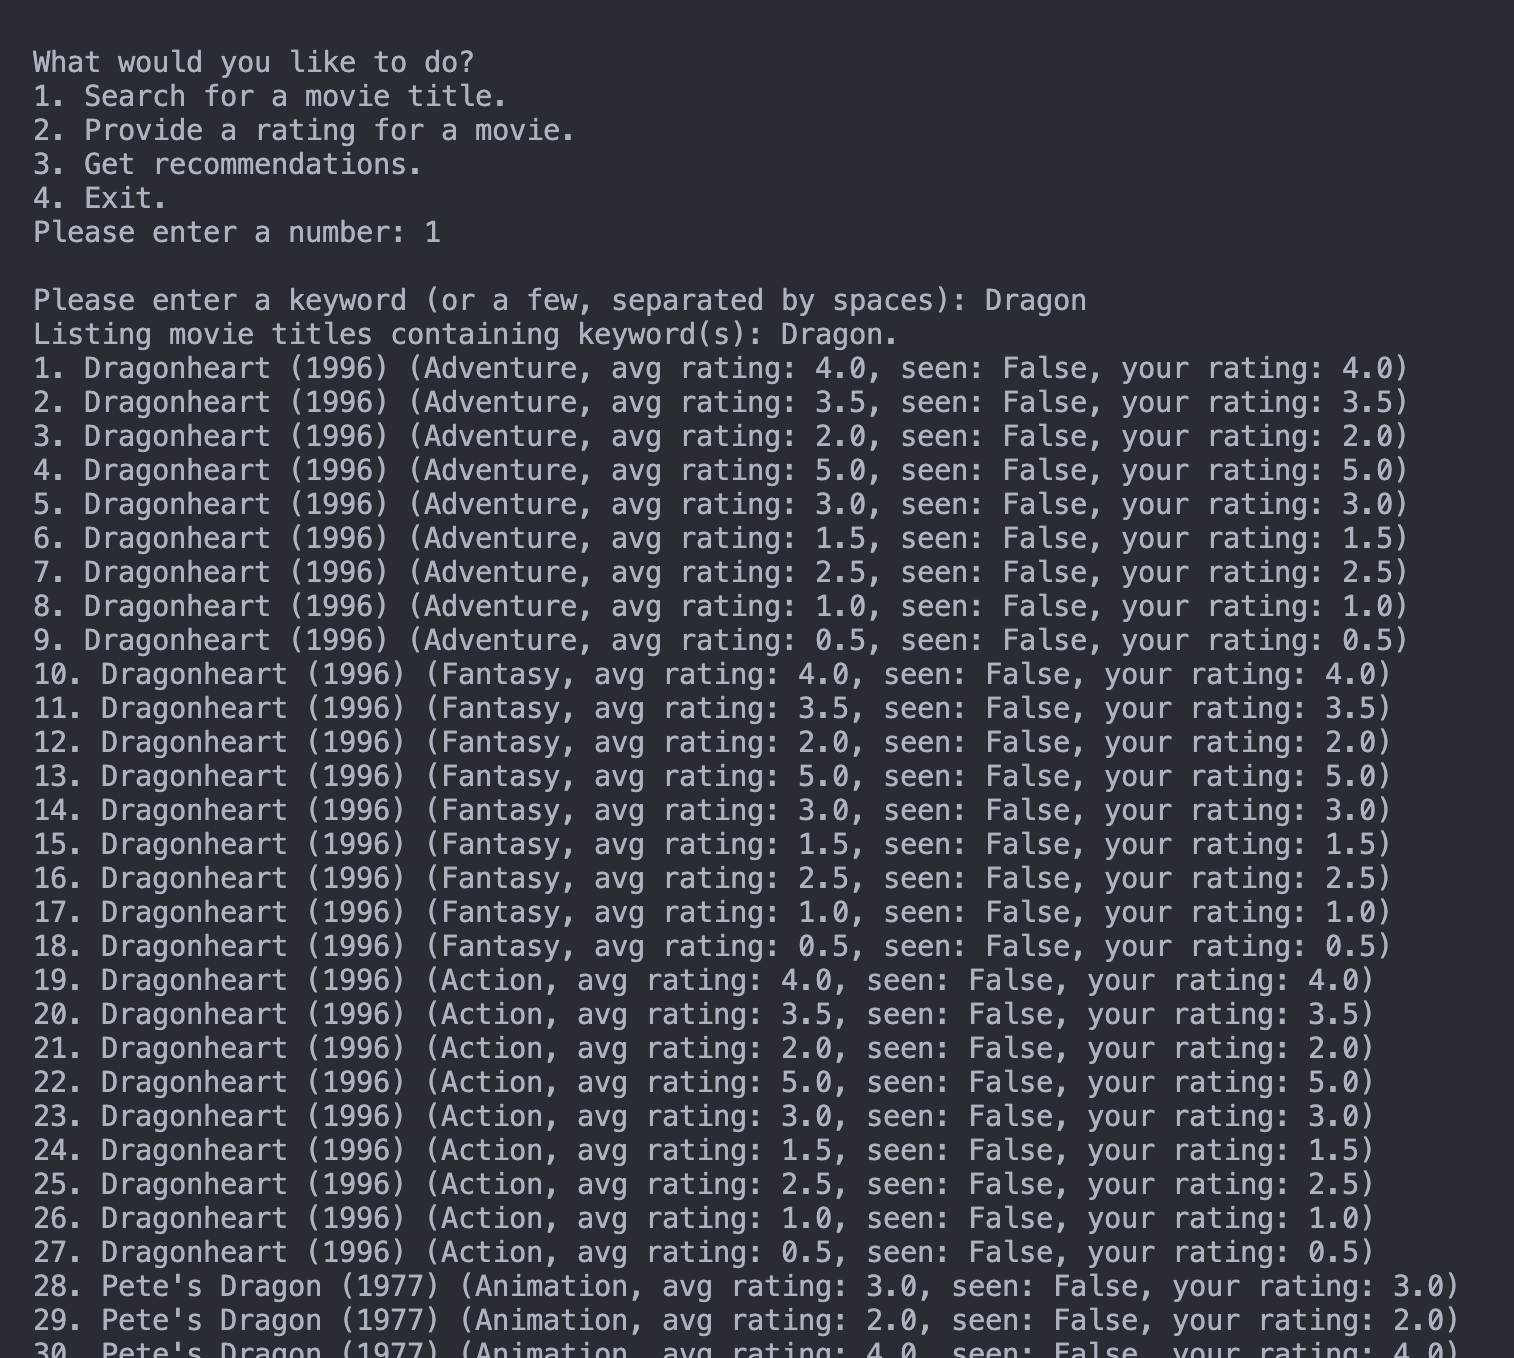 What would you like to do?
1. Search for a movie title.
2. Provide a rating for a movie.
3. Get recommendations.
4. Exit.
Please enter a number: 1
Please enter a keyword (or a few, separated by spaces): Dragon
Listing movie titles containing keyword(s): Dragon.
1. Dragonheart (1996) (Adventure, avg rating: 4.0, seen: False, your rating: 4.0)
2. Dragonheart (1996) (Adventure, avg rating: 3.5, seen: False, your rating: 3.5)
3. Dragonheart (1996) (Adventure, avg rating: 2.0, seen: False, your rating: 2.0)
4. Dragonheart (1996) (Adventure, avg rating: 5.0, seen: False, your rating: 5.0)
5. Dragonheart (1996) (Adventure, avg rating: 3.0, seen: False, your rating: 3.0)
6. Dragonheart (1996) (Adventure, avg rating: 1.5, seen: False, your rating: 1.5)
7. Dragonheart (1996) (Adventure, avg rating: 2.5, seen: False, your rating: 2.5)
8. Dragonheart (1996) (Adventure, avg rating: 1.0, seen: False, your rating: 1.0)
9. Dragonheart (1996) (Adventure, avg rating: 0.5, seen: False, your rating: 0.5)
10. Dragonheart (1996) (Fantasy, avg rating: 4.0, seen: False, your rating: 4.0)
11. Dragonheart (1996) (Fantasy, avg rating: 3.5, seen: False, your rating: 3.5)
12. Dragonheart (1996) (Fantasy, avg rating: 2.0, seen: False, your rating: 2.0)
13. Dragonheart (1996) (Fantasy, avg rating: 5.0, seen: False, your rating: 5.0)
14. Dragonheart (1996) (Fantasy, avg rating: 3.0, seen: False, your rating: 3.0)
15. Dragonheart (1996) (Fantasy, avg rating: 1.5, seen: False, your rating: 1.5)
16. Dragonheart (1996) (Fantasy, avg rating: 2.5, seen: False, your rating: 2.5)
17. Dragonheart (1996) (Fantasy, avg rating: 1.0, seen: False, your rating: 1.0)
18. Dragonheart (1996) (Fantasy, avg rating: 0.5, seen: False, your rating: 0.5)
19. Dragonheart (1996) (Action, avg rating: 4.0, seen: False, your rating: 4.0)
20. Dragonheart (1996) (Action, avg rating: 3.5, seen: False, your rating: 3.5)
21. Dragonheart (1996) (Action, avg rating: 2.0, seen: False, your rating: 2.0)
22. Dragonheart (1996) (Action, avg rating: 5.0, seen: False, your rating: 5.0)
23. Dragonheart (1996) (Action, avg rating: 3.0, seen: False, your rating: 3.0)
24. Dragonheart (1996) (Action, avg rating: 1.5, seen: False, your rating: 1.5)
25. Dragonheart (1996) (Action, avg rating: 2.5, seen: False, your rating: 2.5)
26. Dragonheart (1996) (Action, avg rating: 1.0, seen: False, your rating: 1.0)
27. Dragonheart (1996) (Action, avg rating: 0.5, seen: False, your rating: 0.5)
28. Pete's Dragon (1977) (Animation, avg rating: 3.0, seen: False, your rating: 3.0)
29. Pete's Dragon (1977) (Animation, avg rating: 2.0, seen: False, your rating: 2.0)
30. Pete's Dragon (1977) (Animation, avg rating: 4.0, seen: False, your rating: 4.0)